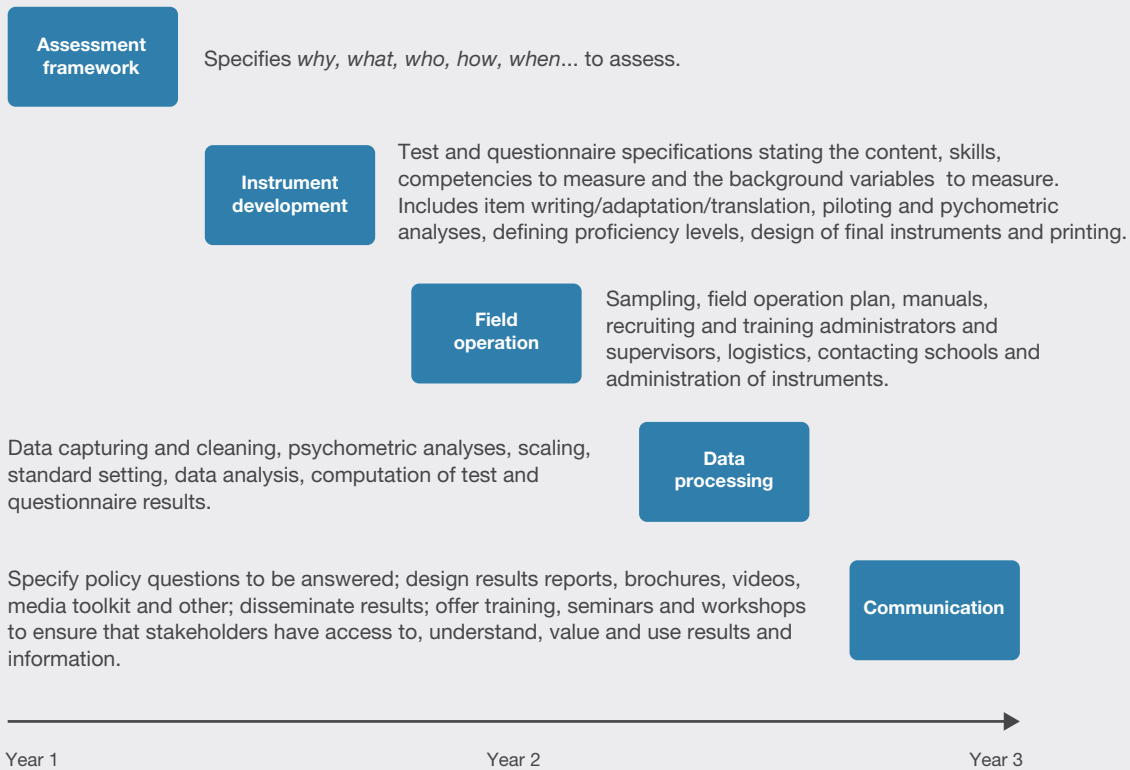 Assessment
framework
Specifies why, what, who, how, when... to assess.
Instrument
development
Test and questionnaire specifications stating the content, skills,
competencies to measure and the background variables to measure.
Includes item writing/adaptation/translation, piloting and pychometric
analyses, defining proficiency levels, design of final instruments and printing.
Field
operation
Sampling, field operation plan, manuals,
recruiting and training administrators and
supervisors, logistics, contacting schools and
administration of instruments.
Data capturing and cleaning, psychometric analyses, scaling,
standard setting, data analysis, computation of test and
questionnaire results.
Data
processing
Specify policy questions to be answered; design results reports, brochures, videos,
media toolkit and other; disseminate results; offer training, seminars and workshops
to ensure that stakeholders have access to, understand, value and use results and
information.
Communication
Year 1
Year 2
Year 3